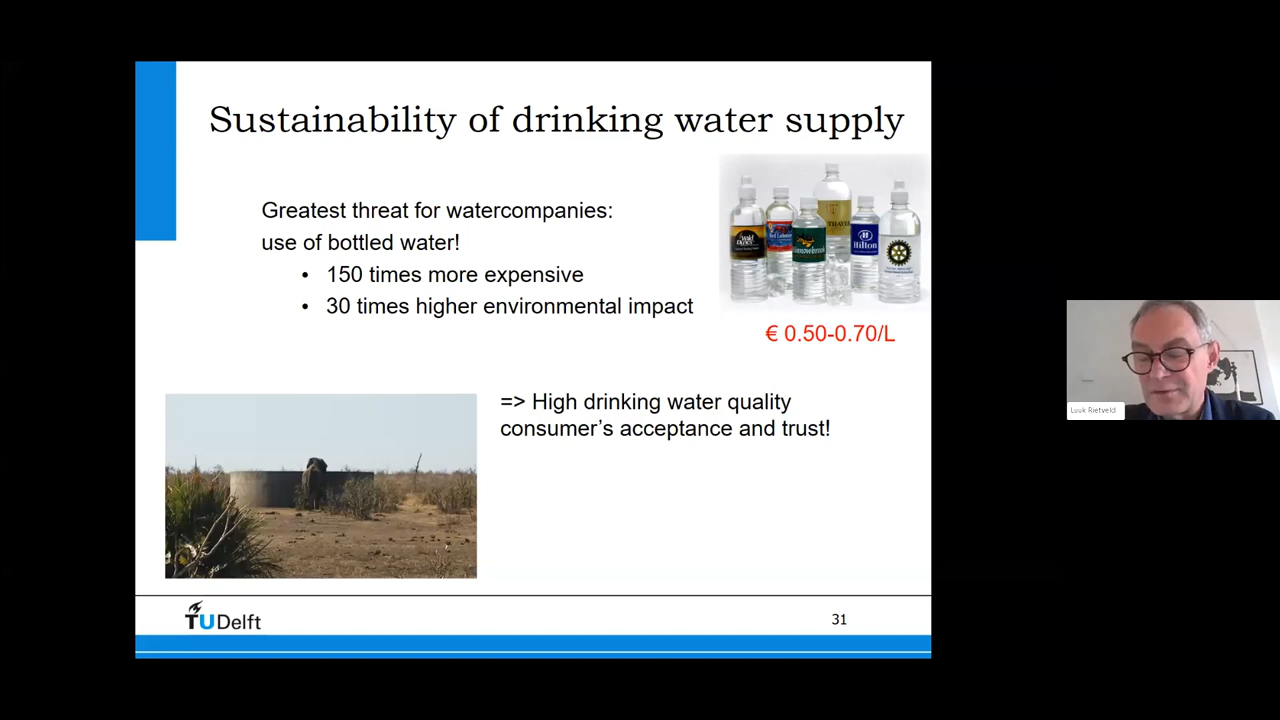 Sustainability of drinking water supply
Greatest threat for watercompanies:
use of bottled water!
• 150 times more expensive
• 30 times higher environmental impact
Hilton
€ 0.50-0.70/L
=> High drinking water quality
consumer's acceptance and trust!
Luuk Rietveld
TUDelft
31